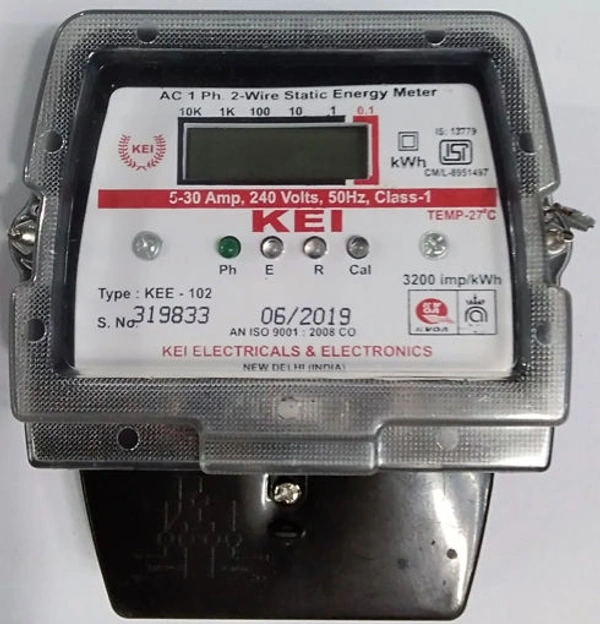 AC 1 Ph. 2-Wire Static Energy Meter
10K 1K 100 10 .1 0.1
KEI
kWh
IS: 13779
ISI
CM/L-8951497
5-30 Amp, 240 Volts, 50Hz, Class-1
KEI
TEMP-27°C
Ph E R Cal
3200 imp/kWh
Type : KEE - 102
S. No. 319833
06/2019
AN ISO 9001 : 2008 CO.
KEI ELECTRICALS & ELECTRONICS
NEW DELHI (INDIA)